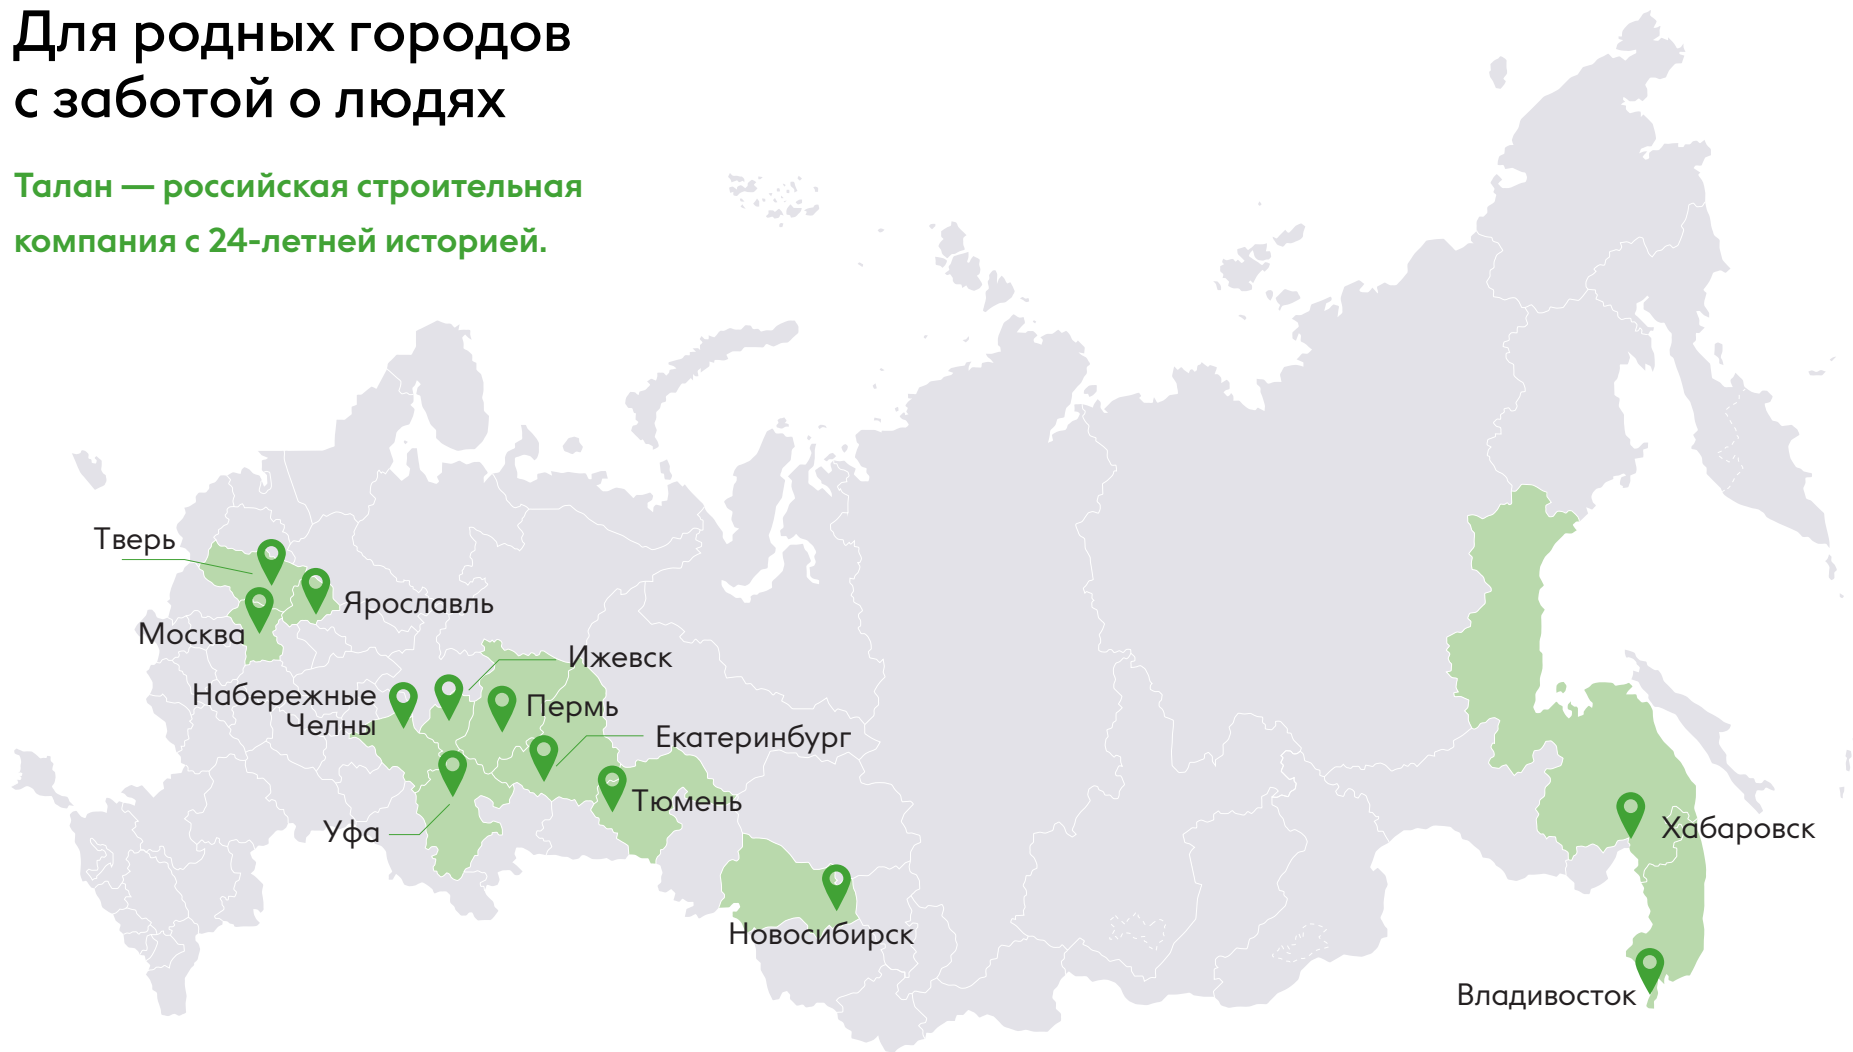 Для родных городов
с заботой о людях
Талан — российская строительная
компания с 24-летней историей.
Тверь
Ярославль
Москва
Ижевск
Набережные
Челны
Пермь
Екатеринбург
Тюмень
Уфа
Хабаровск
Новосибирск
Владивосток